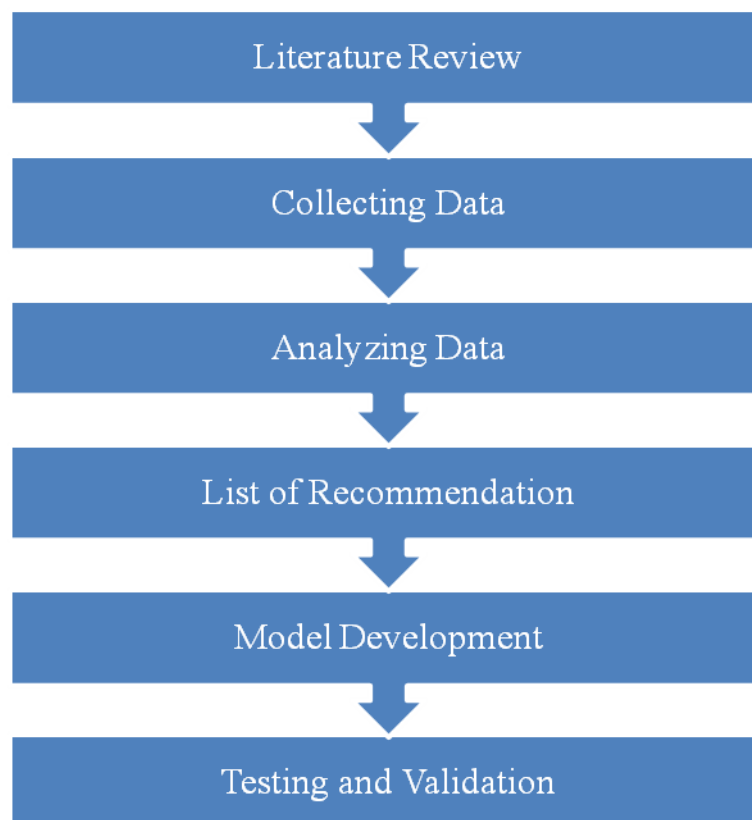 Literature Review
Collecting Data
Analyzing Data
List of Recommendation
Model Development
Testing and Validation